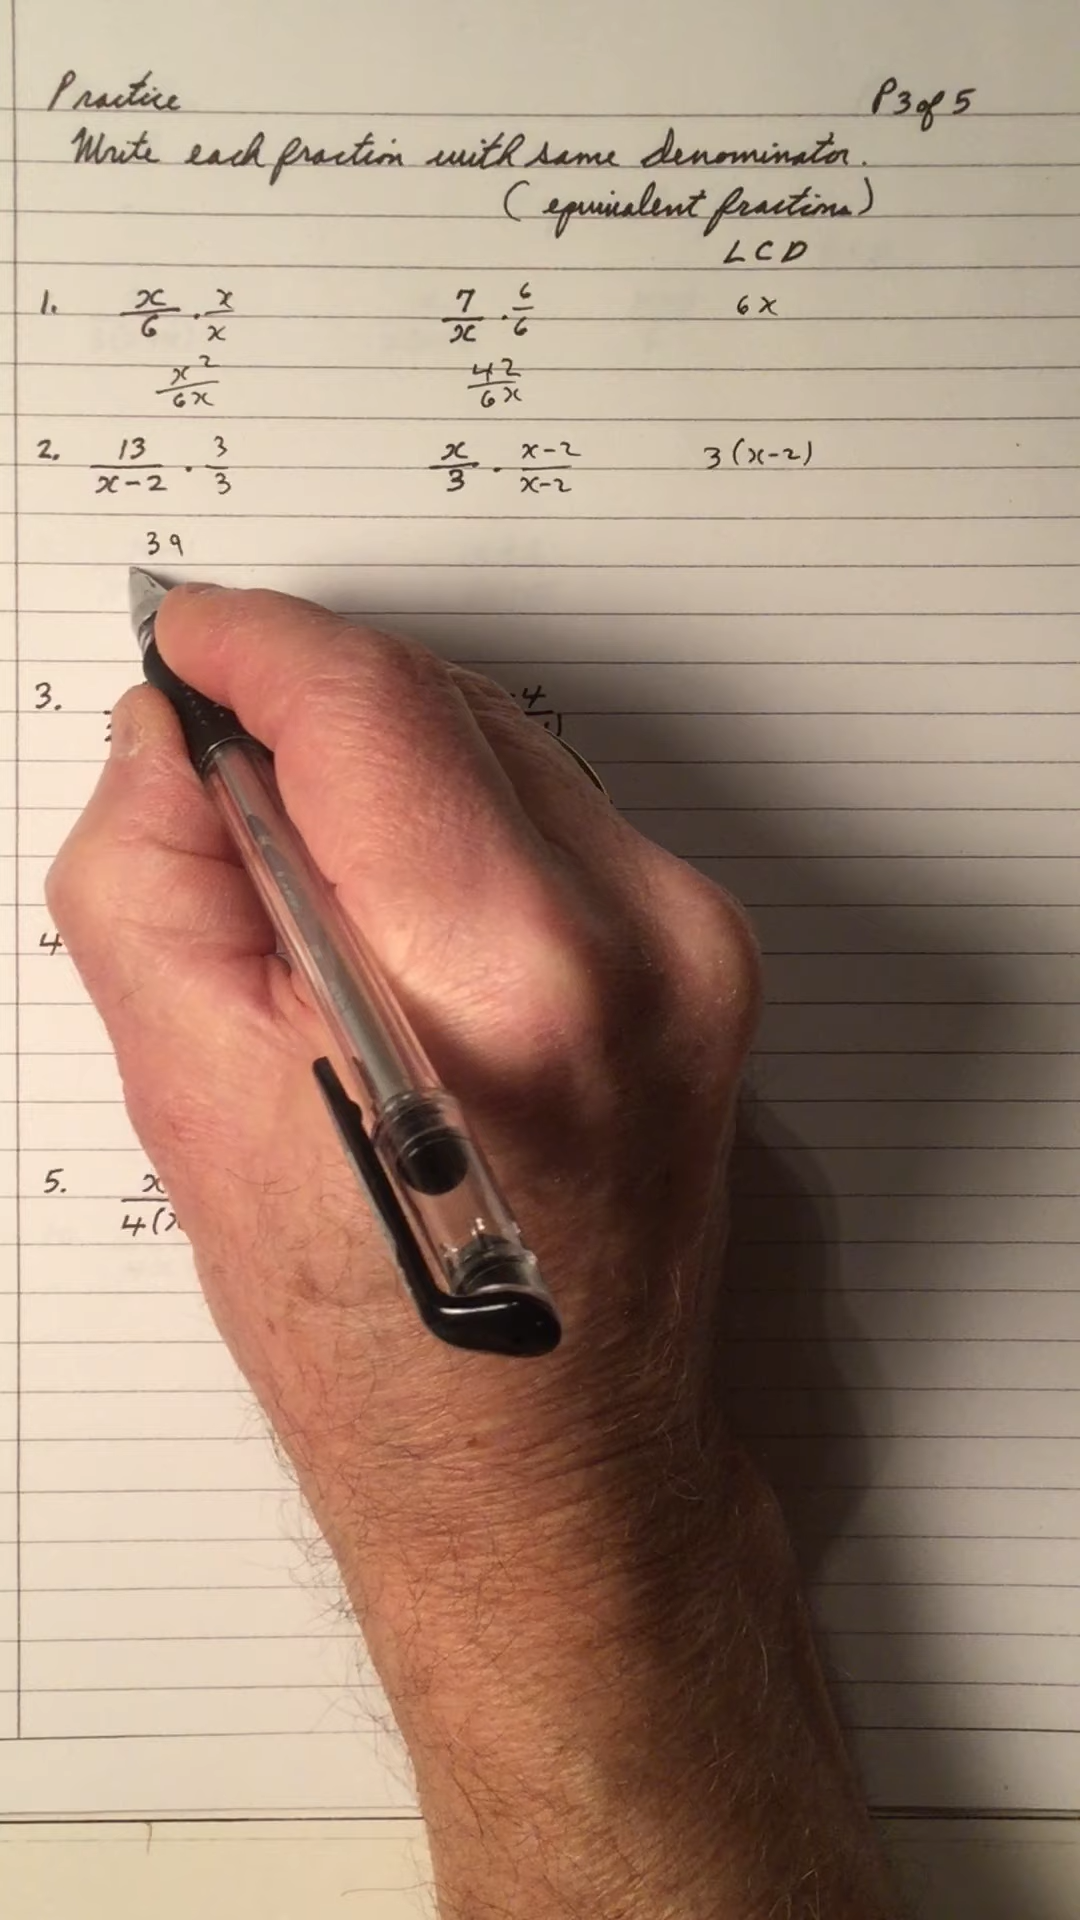 Practice P3 of 5
Write each fraction with same denominator.
(equivalent fractions)
LCD
1. x/6 · x/x 7/x · 6/6 6x
x²/6x 42/6x
2. 13/(x-2) · 3/3 x/3 · (x-2)/(x-2) 3(x-2)
39
3. 4
4
5. x
4(x